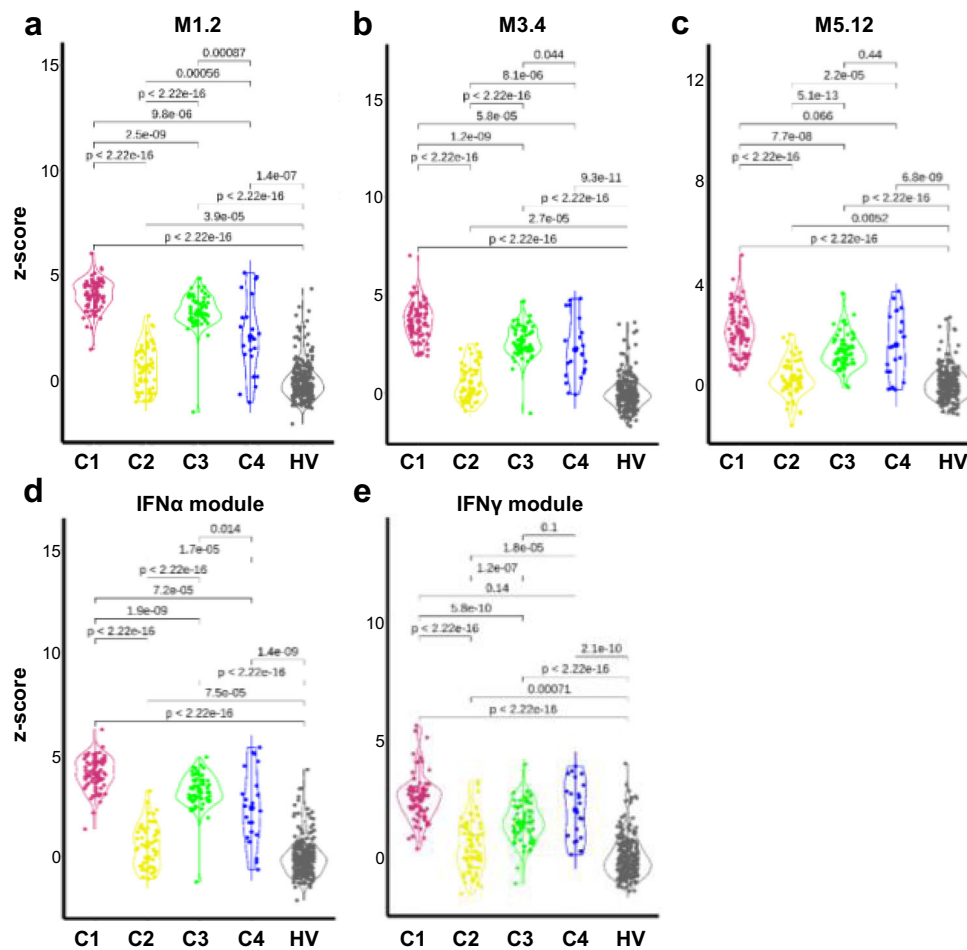 a
M1.2
15
10
5
0
z-score
0.00087
0.00056
p < 2.22e-16
9.8e-06
2.5e-09
p < 2.22e-16
1.4e-07
p < 2.22e-16
3.9e-05
p < 2.22e-16
C1 C2 C3 C4 HV
b
M3.4
15
10
5
0
0.044
8.1e-06
p < 2.22e-16
5.8e-05
1.2e-09
p < 2.22e-16
9.3e-11
p < 2.22e-16
2.7e-05
p < 2.22e-16
C1 C2 C3 C4 HV
c
M5.12
12
8
4
0
0.44
2.2e-05
5.1e-13
0.066
7.7e-08
p < 2.22e-16
6.8e-09
p < 2.22e-16
0.0052
p < 2.22e-16
C1 C2 C3 C4 HV
d
IFNα module
15
10
5
0
z-score
0.014
1.7e-05
p < 2.22e-16
7.2e-05
1.9e-09
p < 2.22e-16
1.4e-09
p < 2.22e-16
7.5e-05
p < 2.22e-16
C1 C2 C3 C4 HV
e
IFNγ module
10
5
0
0.1
1.8e-05
1.2e-07
0.14
5.8e-10
p < 2.22e-16
2.1e-10
p < 2.22e-16
0.00071
p < 2.22e-16
C1 C2 C3 C4 HV